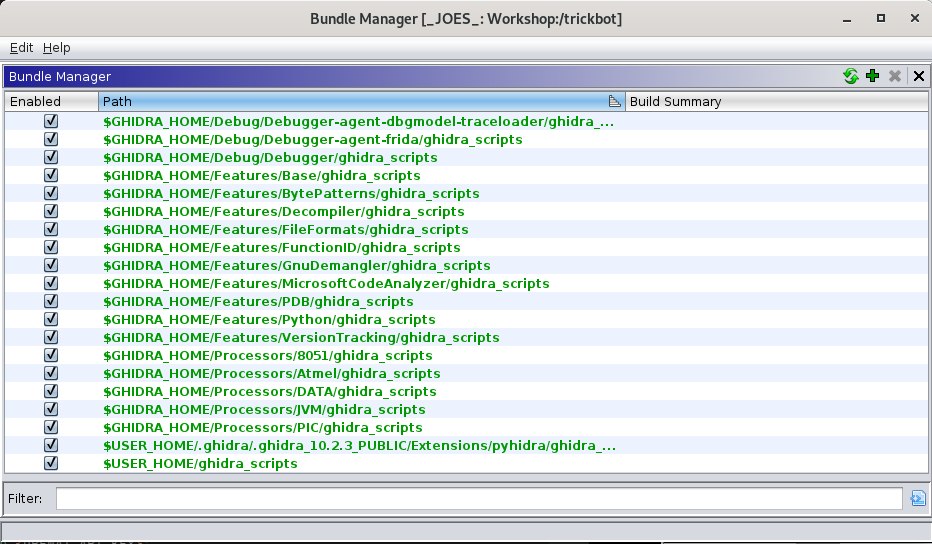 Bundle Manager [_JOES_: Workshop:/trickbot]
Edit Help
Bundle Manager
Enabled Path Build Summary
$GHIDRA_HOME/Debug/Debugger-agent-dbgmodel-traceloader/ghidra_...
$GHIDRA_HOME/Debug/Debugger-agent-frida/ghidra_scripts
$GHIDRA_HOME/Debug/Debugger/ghidra_scripts
$GHIDRA_HOME/Features/Base/ghidra_scripts
$GHIDRA_HOME/Features/BytePatterns/ghidra_scripts
$GHIDRA_HOME/Features/Decompiler/ghidra_scripts
$GHIDRA_HOME/Features/FileFormats/ghidra_scripts
$GHIDRA_HOME/Features/FunctionID/ghidra_scripts
$GHIDRA_HOME/Features/GnuDemangler/ghidra_scripts
$GHIDRA_HOME/Features/MicrosoftCodeAnalyzer/ghidra_scripts
$GHIDRA_HOME/Features/PDB/ghidra_scripts
$GHIDRA_HOME/Features/Python/ghidra_scripts
$GHIDRA_HOME/Features/VersionTracking/ghidra_scripts
$GHIDRA_HOME/Processors/8051/ghidra_scripts
$GHIDRA_HOME/Processors/Atmel/ghidra_scripts
$GHIDRA_HOME/Processors/DATA/ghidra_scripts
$GHIDRA_HOME/Processors/JVM/ghidra_scripts
$GHIDRA_HOME/Processors/PIC/ghidra_scripts
$USER_HOME/.ghidra/.ghidra_10.2.3_PUBLIC/Extensions/pyhidra/ghidra_...
$USER_HOME/ghidra_scripts
Filter: